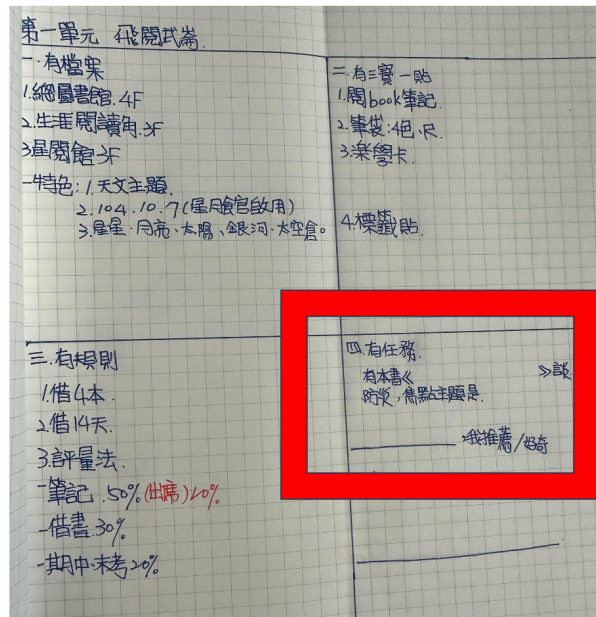 第一單元 飛閱武崙.
一.有檔案
1.總圖書館.4F
2.生涯閱讀角.3F
3.星閱館3F
-特色:1.天文主題.
2.104.10.7(星月館啟用)
3.星星.月亮、太陽、銀河.太空倉。
二.有三寶一貼
1.閱book筆記.
2.筆袋:4色、尺.
3.樂學卡.
4.標籤貼.
三.有規則
1.借4本.
2.借14天.
3.評量法.
-筆記.50%(出席)20%
-借書.30%
-期中.末考20%
四.有任務.
有本書《 》談
防災,焦點主題是.
,我推薦/好奇